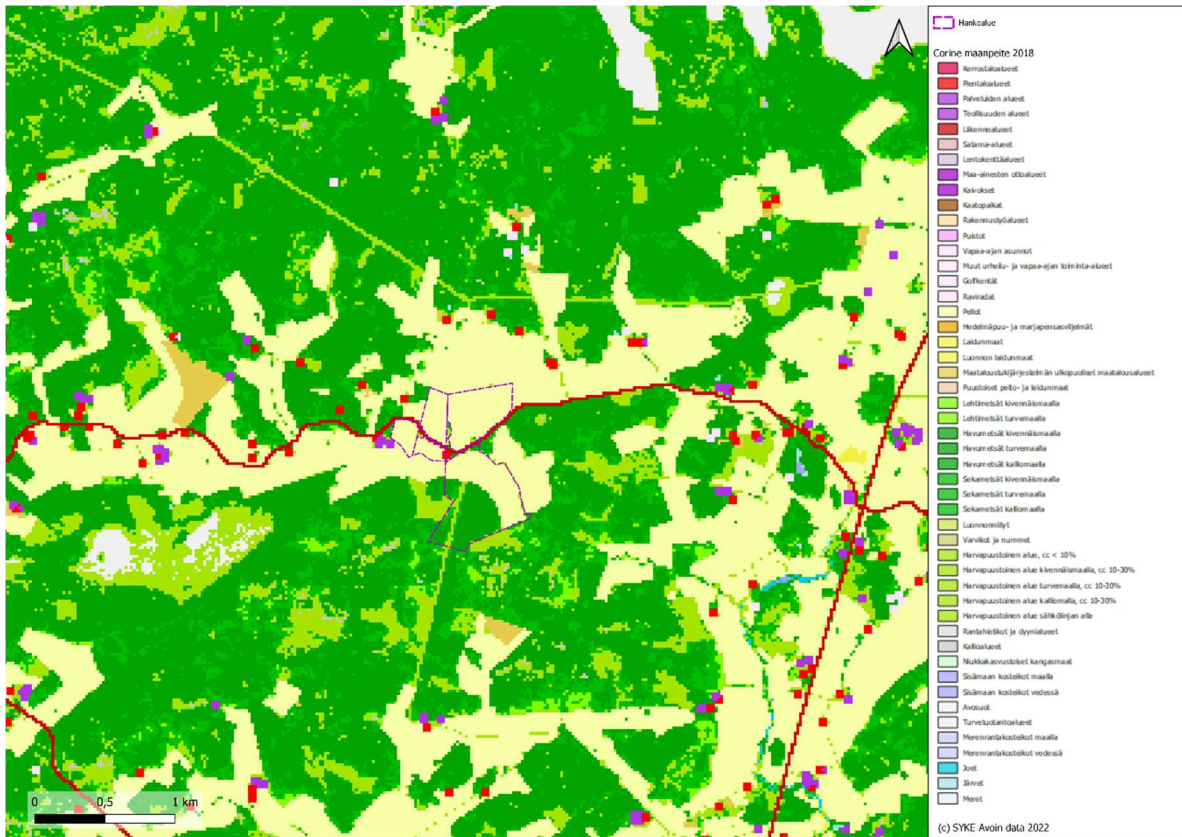 Hankealue
Corine maanpeite 2018
Kerrostaloalueet
Pientaloalueet
Palveluiden alueet
Teollisuuden alueet
Liikennealueet
Satama-alueet
Lentokenttäalueet
Maa-ainesten ottoalueet
Kaivokset
Kaatopaikat
Rakennustyöalueet
Puistot
Vapaa-ajan asunnot
Muut urheilu- ja vapaa-ajan toiminta-alueet
Golfkentät
Raviradat
Pellot
Hedelmäpuu- ja marjapensasviljelmät
Laidunmaat
Luonnon laidunmaat
Maataloustukijärjestelmän ulkopuoliset maatalousalueet
Puustoiset pelto- ja laidunmaat
Lehtimetsät kivennäismaalla
Lehtimetsät turvemaalla
Havumetsät kivennäismaalla
Havumetsät turvemaalla
Havumetsät kalliomaalla
Sekametsät kivennäismaalla
Sekametsät turvemaalla
Sekametsät kalliomaalla
Luonnonniityt
Varvikot ja nummet
Harvapuustoinen alue, cc < 10%
Harvapuustoinen alue kivennäismaalla, cc 10-30%
Harvapuustoinen alue turvemaalla, cc 10-30%
Harvapuustoinen alue kalliomalla, cc 10-30%
Harvapuustoinen alue sähkölinjan alla
Rantahietikot ja dyynialueet
Kallioalueet
Niukkakasvustoiset kangasmaat
Sisämaan kosteikot maalla
Sisämaan kosteikot vedessä
Avosuot
Turvetuotantoalueet
Merenrantakosteikot maalla
Merenrantakosteikot vedessä
Joet
Järvet
Meret
0 0,5 1 km
(c) SYKE Avoin data 2022